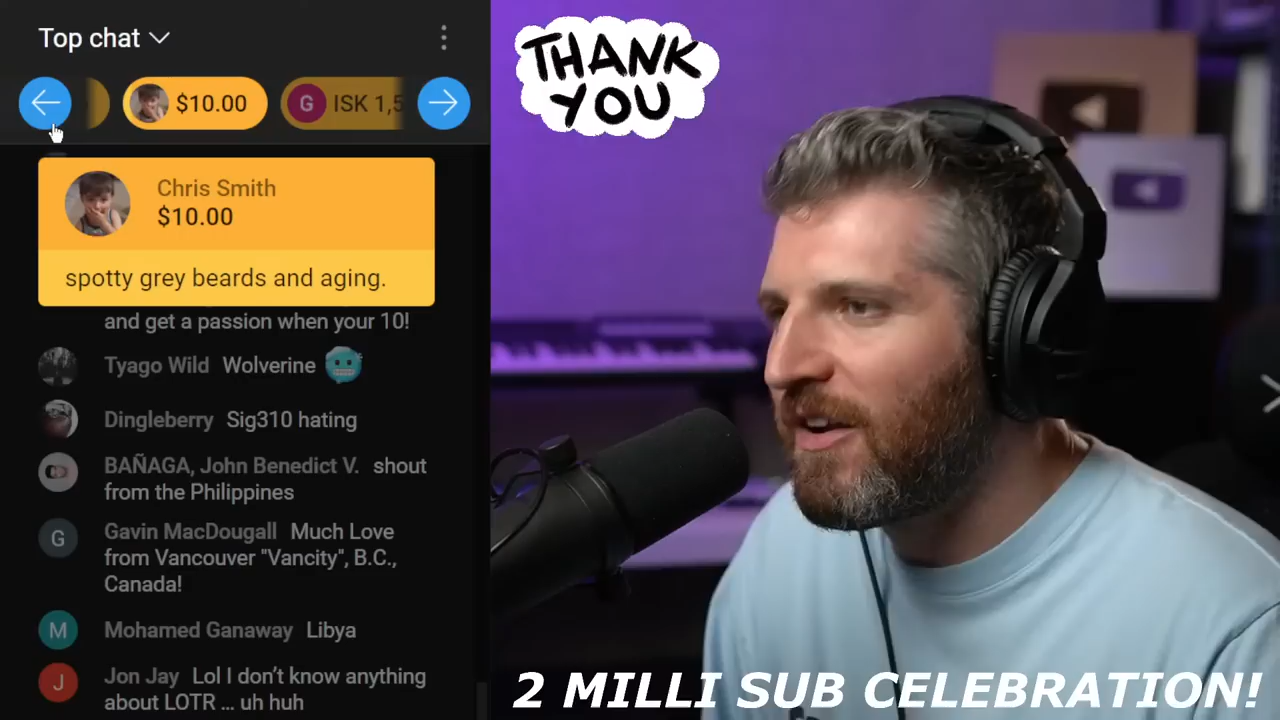 Top chat
$10.00
G ISK 1,5
Chris Smith
$10.00
spotty grey beards and aging.
and get a passion when your 10!
Tyago Wild Wolverine
Dingleberry Sig310 hating
BAÑAGA, John Benedict V. shout
from the Philippines
G Gavin MacDougall Much Love
from Vancouver "Vancity", B.C.,
Canada!
M Mohamed Ganaway Libya
J Jon Jay Lol I don’t know anything
about LOTR ... uh huh
THANK
YOU
2 MILLI SUB CELEBRATION!